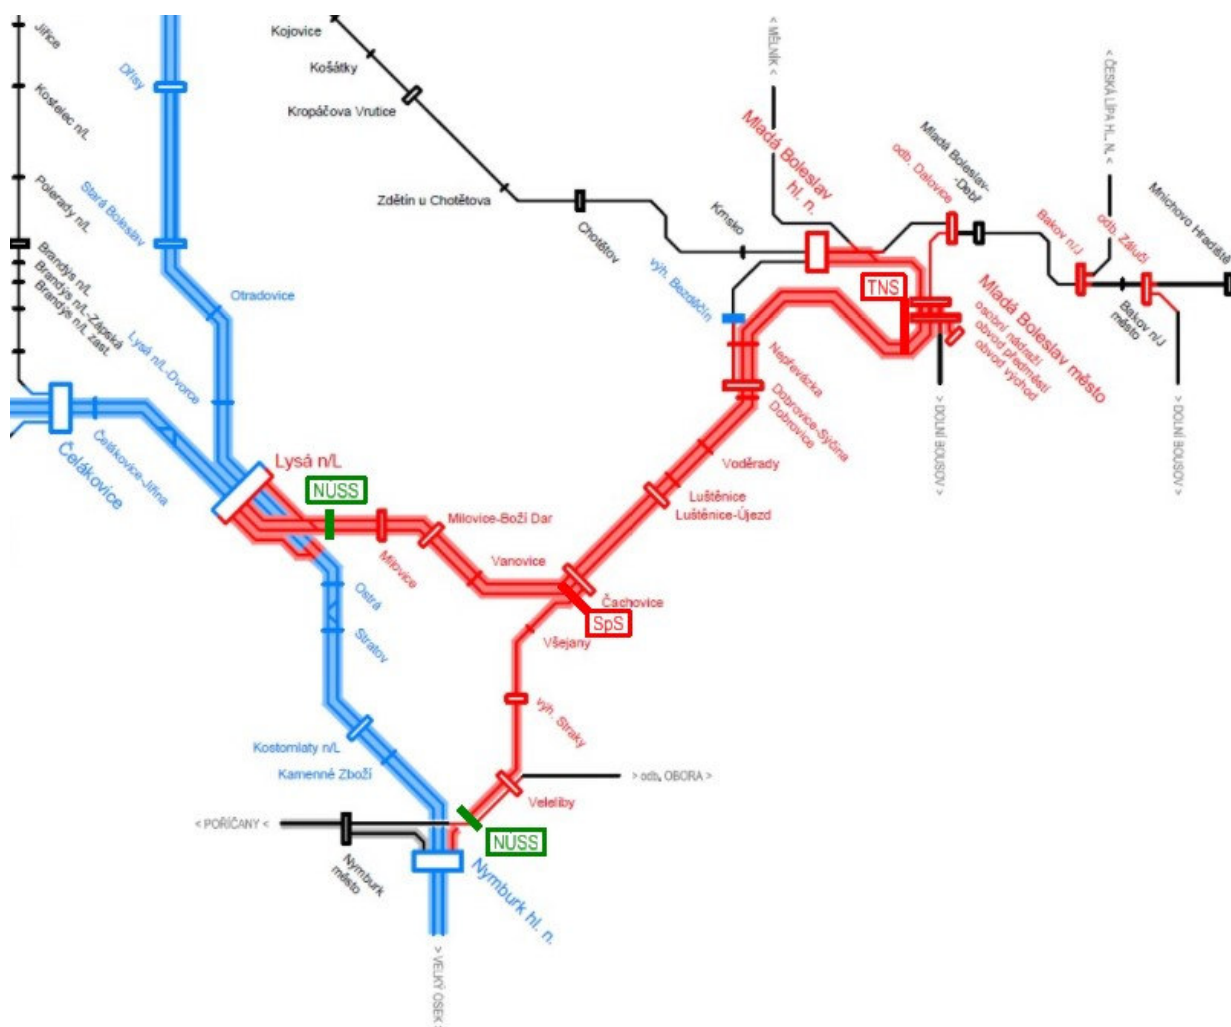 Jiřice
Kostelec n/L
Polerady n/L
Brandýs n/L
Brandýs n/L-Zápská
Brandýs n/L zast.
Dřísy
Stará Boleslav
Otradovice
Lysá n/L-Dvorce
Čelákovice
Čelákovice-Jiřina
Lysá n/L
NUSS
Milovice
Milovice-Boží Dar
Vanovice
Čachovice
SpS
Všejany
výh. Straky
> odb. OBORA >
Veleliby
NUSS
Ostrá
Stratov
Kostomlaty n/L
Kamenné Zboží
< POŘÍČANY <
Nymburk
město
Nymburk hl. n.
> VELKÝ OSEK >
Kojovice
Košátky
Kropáčova Vrutice
Zdětín u Chotětova
Chotětov
Krnsko
< MĚLNÍK <
Mladá Boleslav
hl. n.
výh. Bezděčín
TNS
Nepřevázka
Dobrovice-Sýčina
Dobrovice
Voděrady
Luštěnice
Luštěnice-Újezd
odb. Dalovice
Mladá Boleslav-
-Debř
Mladá Boleslav město
osobní nádraží
obvod předměstí
obvod východ
> DOLNÍ BOUSOV >
< ČESKÁ LÍPA HL. N. <
Bakov n/J
odb. Zálučí
Bakov n/J
město
Mnichovo Hradiště
> DOLNÍ BOUSOV >